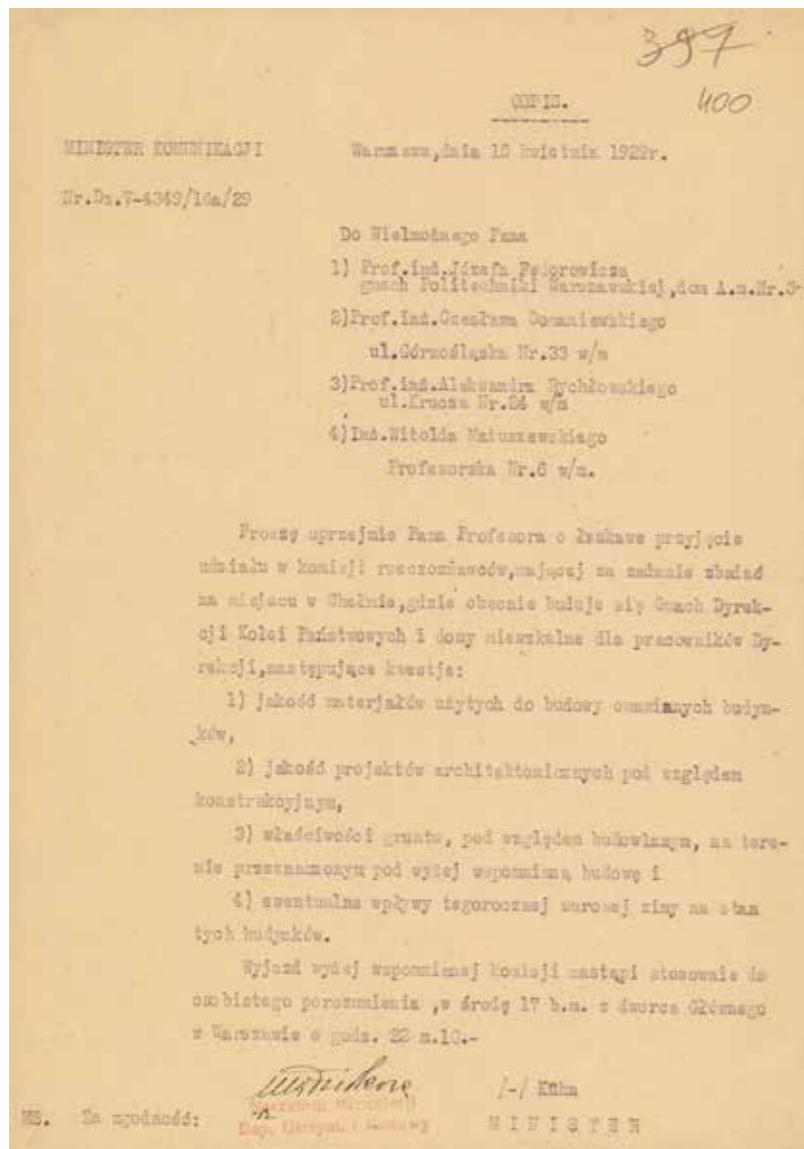 397
400
ODPIS.
MINISTER KOMUNIKACJI
Warszawa,dnia 15 kwietnia 1929r.
Nr.Dz.V-4349/16a/29
Do Wielmożnego Pana
1) Prof.inż.Józefa Fedorowicza
gmach Politechniki Warszawskiej,dom A.m.Nr.5
2)Prof.inż.Czesława Domaniewskiego
ul.Górnośląska Nr.33 w/m
3)Prof.inż.Aleksandra Rychłowskiego
ul.Krucza Nr.24 w/m
4)Inż.Witolda Matuszewskiego
Profesorska Nr.6 w/m.
Proszę uprzejmie Pana Profesora o łaskawe przyjęcie
udziału w komisji rzeczoznawców,mającej za zadanie zbadać
na miejscu w Chełmie,gdzie obecnie buduje się Gmach Dyrek-
cji Kolei Państwowych i domy mieszkalne dla pracowników Dy-
rekcji,następujące kwestje:
1) jakość materjałów użytych do budowy omawianych budyn-
ków,
2) jakość projektów architektonicznych pod względem
konstrukcyjnym,
3) właściwości gruntu, pod względem budowlanym, na tere-
nie przeznaczonym pod wyżej wspomnianą budowę i
4) ewentualne wpływy tegorocznej surowej zimy na stan
tych budynków.
Wyjazd wyżej wspomnianej komisji nastąpi stosownie do
osobistego porozumienia ,w środę 17 b.m. z dworca Głównego
w Warszawie o godz. 22 m.10.-
/-/ Kühn
Za zgodność:
MINISTER